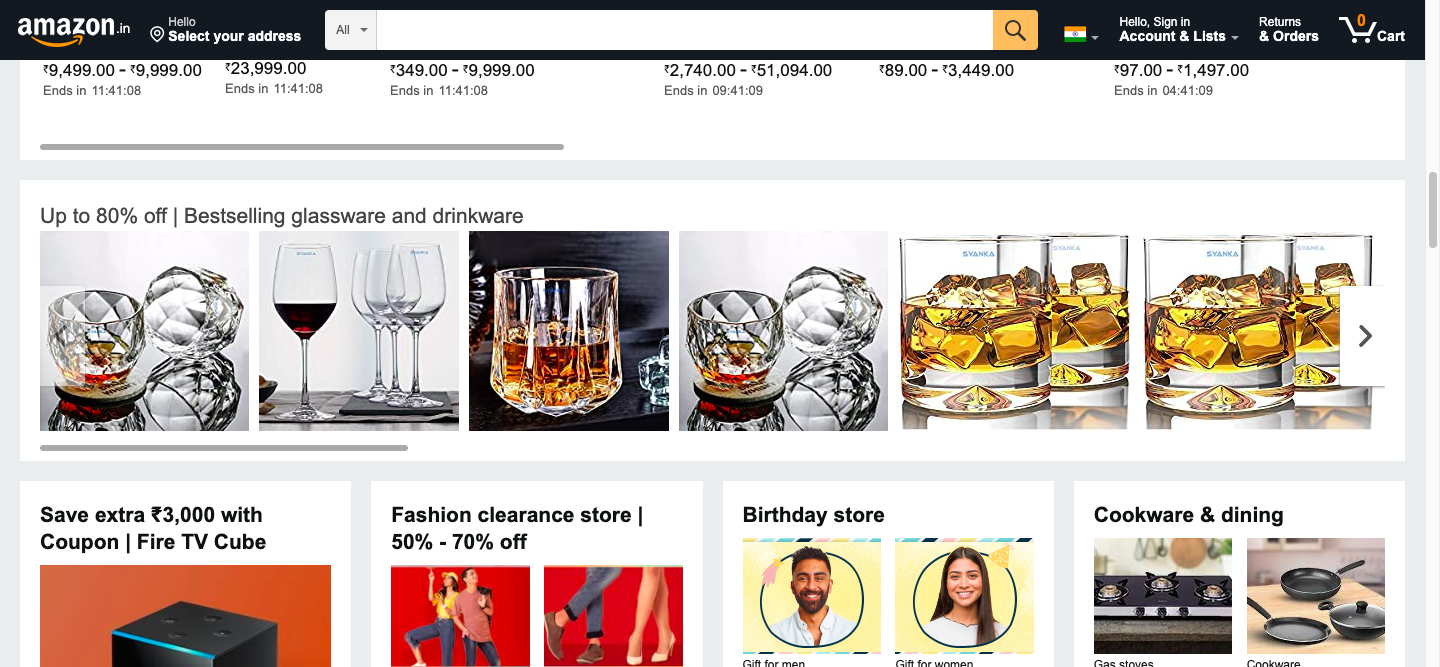 amazon.in
Hello
Select your address
All
Hello, Sign in
Account & Lists
Returns
& Orders
0
Cart
₹9,499.00 - ₹9,999.00
Ends in 11:41:08
₹23,999.00
Ends in 11:41:08
₹349.00 - ₹9,999.00
Ends in 11:41:08
₹2,740.00 - ₹51,094.00
Ends in 09:41:09
₹89.00 - ₹3,449.00
₹97.00 - ₹1,497.00
Ends in 04:41:09
Up to 80% off | Bestselling glassware and drinkware
SYANKA
SYANKA
SYANKA
SYANKA
SYANKA
SYANKA
Save extra ₹3,000 with
Coupon | Fire TV Cube
Fashion clearance store |
50% - 70% off
Birthday store
Gift for men
Gift for women
Cookware & dining
Gas stoves
Cookware